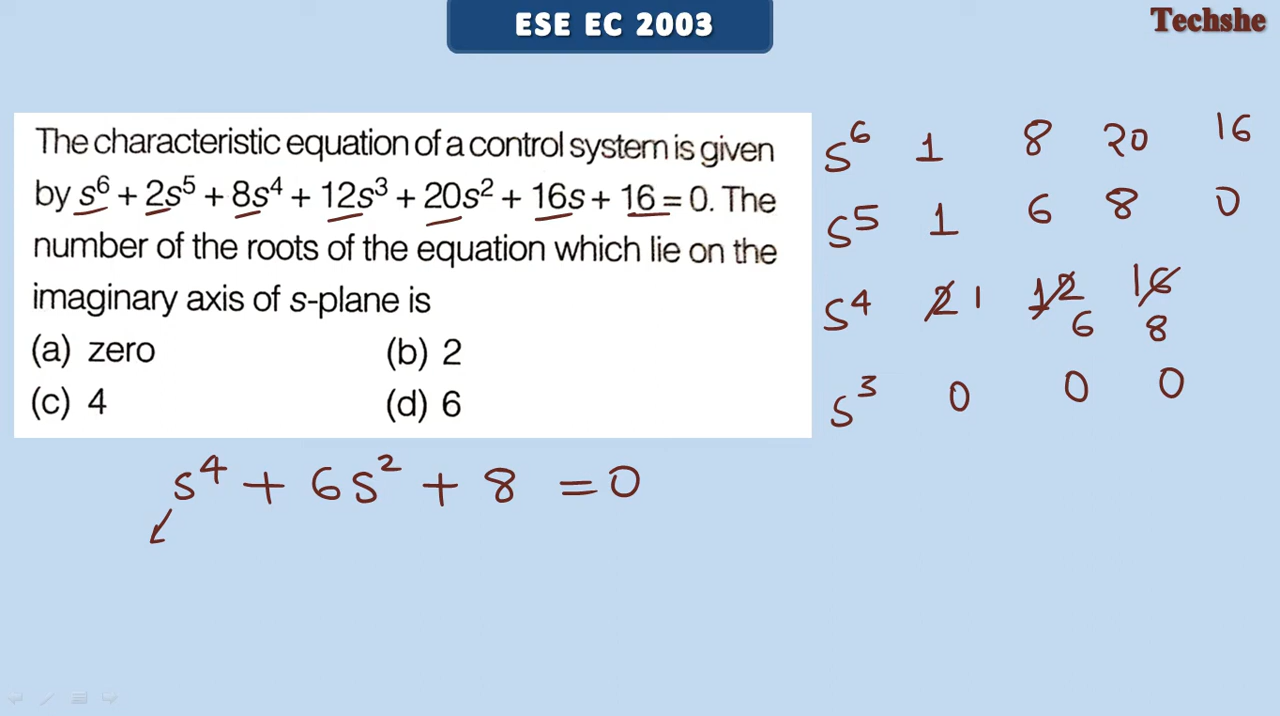 ESE EC 2003
Techshe
The characteristic equation of a control system is given
by s⁶ + 2s⁵ + 8s⁴ + 12s³ + 20s² + 16s + 16 = 0. The
number of the roots of the equation which lie on the
imaginary axis of s-plane is
(a) zero (b) 2
(c) 4 (d) 6
S⁶ 1 8 20 16
S⁵ 1 6 8 0
S⁴ 2 1 12 6 16 8
S³ 0 0 0
S⁴ + 6S² + 8 = 0